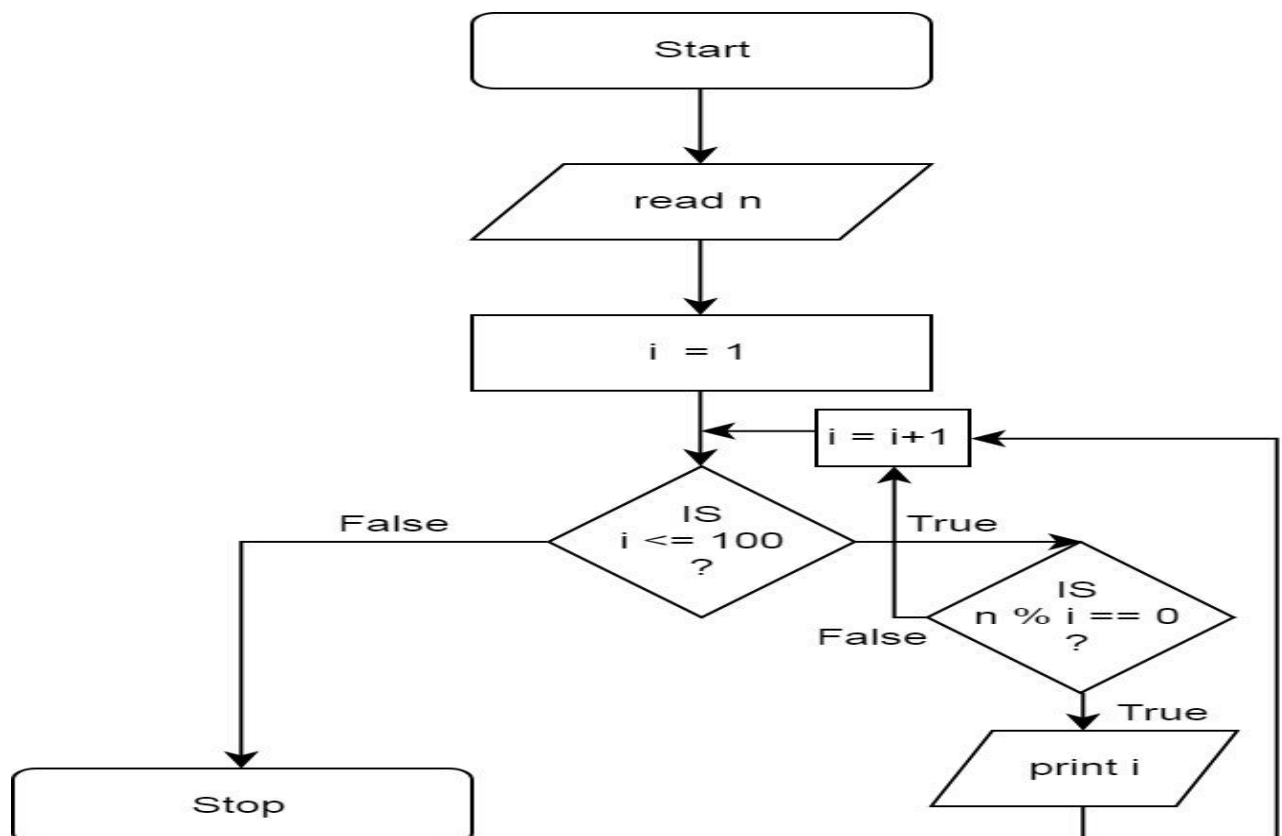 Start
read n
i = 1
i = i+1
IS
i <= 100
?
False
True
IS
n % i == 0
?
False
True
print i
Stop